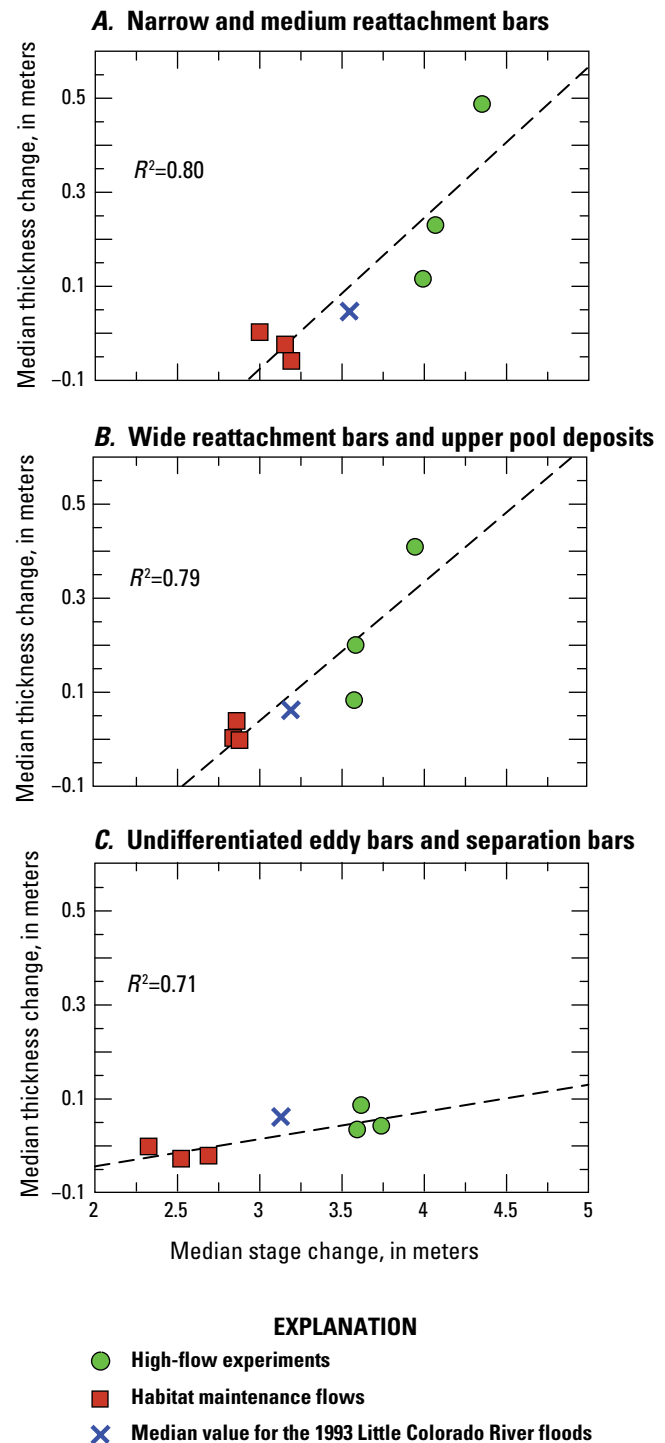 A. Narrow and medium reattachment bars
Median thickness change, in meters
0.5
0.3
0.1
–0.1
R²=0.80
B. Wide reattachment bars and upper pool deposits
Median thickness change, in meters
0.5
0.3
0.1
–0.1
R²=0.79
C. Undifferentiated eddy bars and separation bars
Median thickness change, in meters
0.5
0.3
0.1
–0.1
R²=0.71
2 2.5 3 3.5 4 4.5 5
Median stage change, in meters
EXPLANATION
High-flow experiments
Habitat maintenance flows
Median value for the 1993 Little Colorado River floods